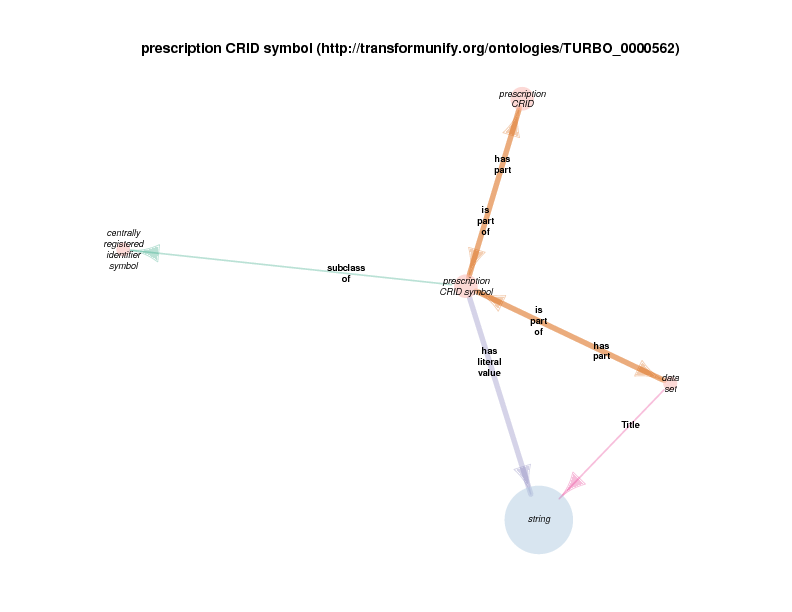 prescription CRID symbol (http://transformunify.org/ontologies/TURBO_0000562)
prescription
CRID
has
part
is
part
of
centrally
registered
identifier
symbol
subclass
of
prescription
CRID symbol
is
part
of
has
part
has
literal
value
data
set
Title
string